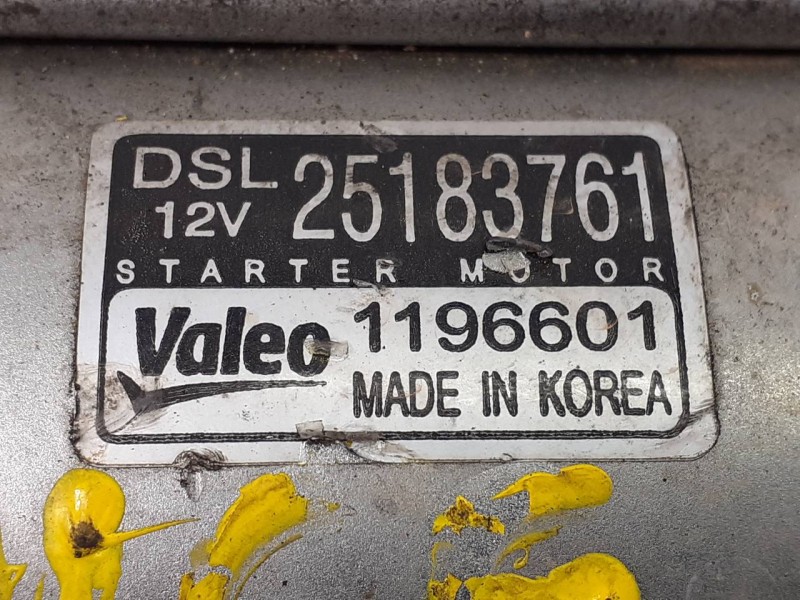 DSL 25183761
12V
STARTER MOTOR
Valeo 1196601
MADE IN KOREA